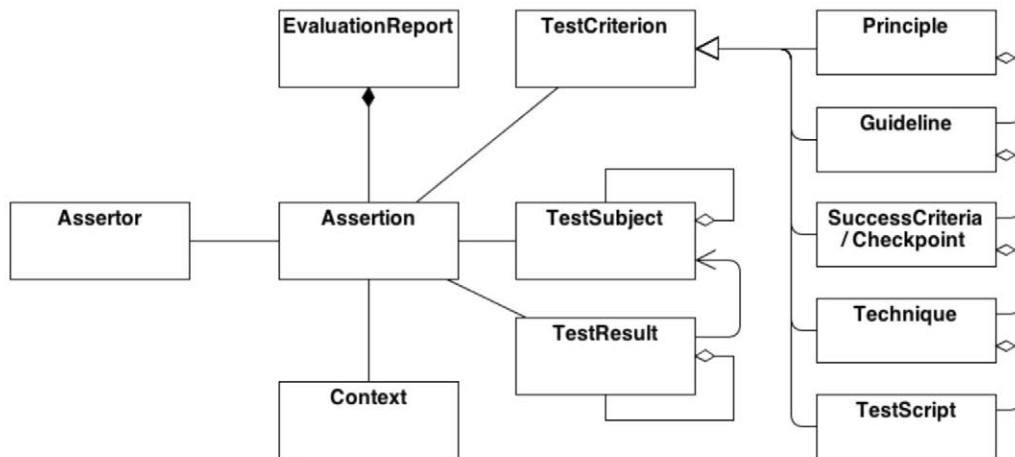 EvaluationReport
TestCriterion
Principle
Guideline
Assertor
Assertion
TestSubject
SuccessCriteria
/ Checkpoint
Technique
TestResult
Context
TestScript